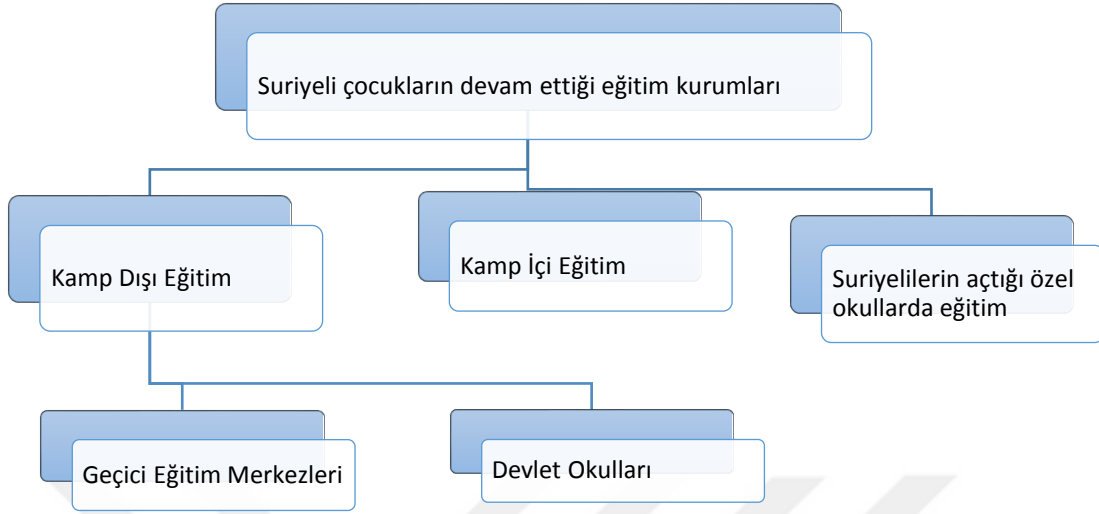 Suriyeli çocukların devam ettiği eğitim kurumları
Kamp Dışı Eğitim
Kamp İçi Eğitim
Suriyelilerin açtığı özel
okullarda eğitim
Geçici Eğitim Merkezleri
Devlet Okulları